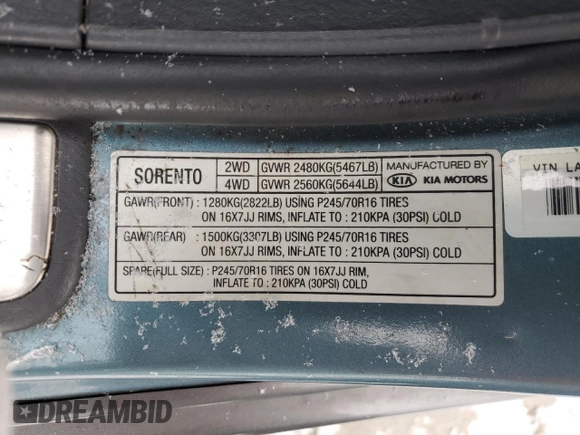 SORENTO
2WD GVWR 2480KG(5467LB)
4WD GVWR 2560KG(5644LB)
MANUFACTURED BY
KIA KIA MOTORS
GAWR(FRONT) : 1280KG(2822LB) USING P245/70R16 TIRES
ON 16X7JJ RIMS, INFLATE TO : 210KPA (30PSI) COLD
GAWR(REAR) : 1500KG(3307LB) USING P245/70R16 TIRES
ON 16X7JJ RIMS, INFLATE TO : 210KPA (30PSI) COLD
SPARE(FULL SIZE) : P245/70R16 TIRES ON 16X7JJ RIM,
INFLATE TO : 210KPA (30PSI) COLD
VIN LA
DREAMBID